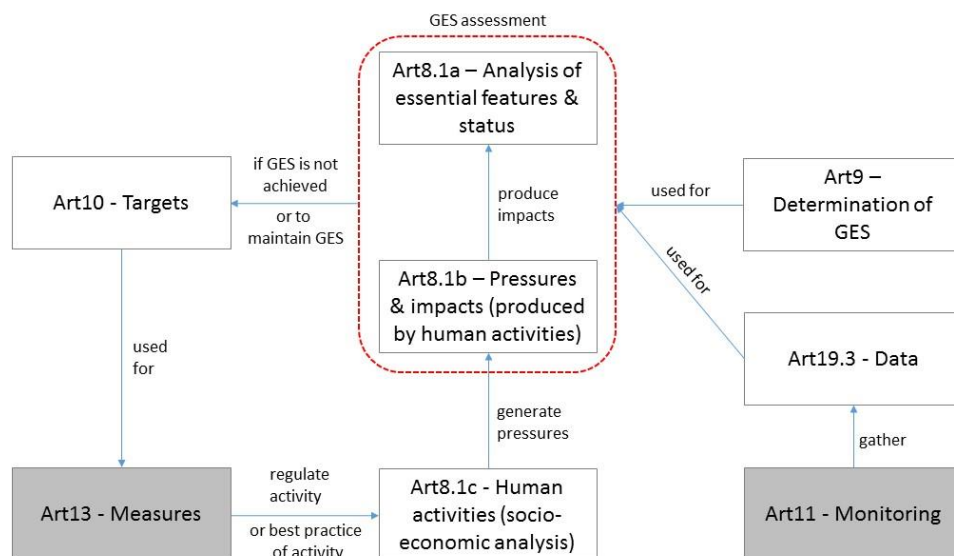 GES assessment
Art8.1a – Analysis of
essential features &
status
if GES is not
achieved
or to
maintain GES
produce
impacts
used for
Art10 - Targets
Art9 –
Determination of
GES
used for
Art8.1b – Pressures
& impacts (produced
by human activities)
used
for
Art19.3 - Data
generate
pressures
gather
Art13 - Measures
regulate
activity
or best practice
of activity
Art8.1c - Human
activities (socio-
economic analysis)
Art11 - Monitoring